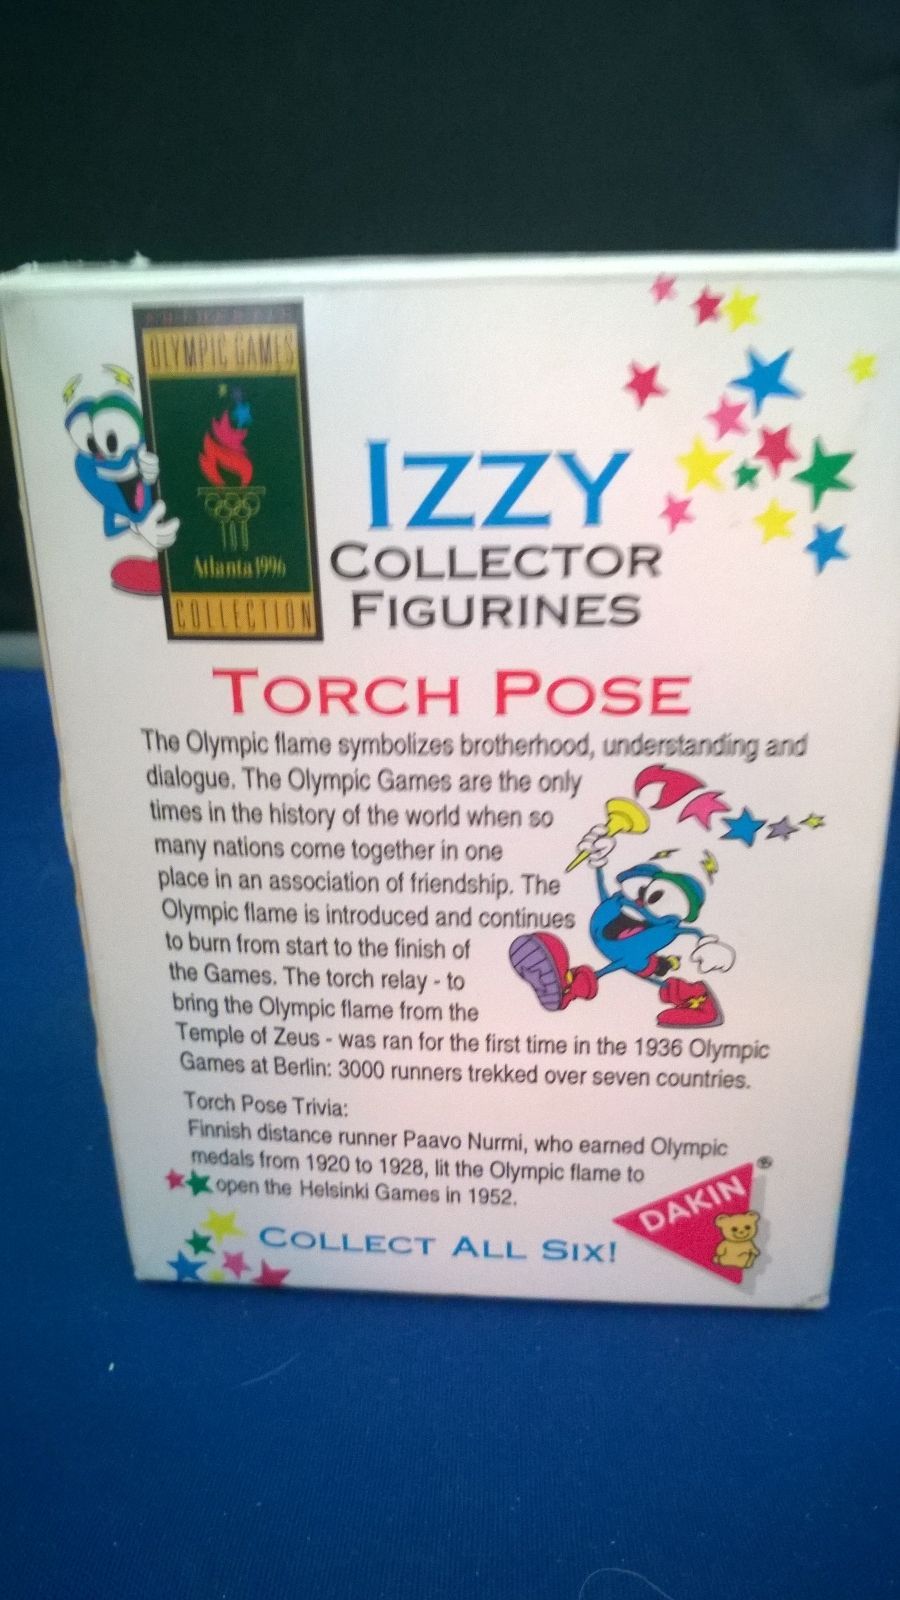 AUTHENTIC
OLYMPIC GAMES
Atlanta 1996
COLLECTION
IZZY
COLLECTOR
FIGURINES
TORCH POSE
The Olympic flame symbolizes brotherhood, understanding and
dialogue. The Olympic Games are the only
times in the history of the world when so
many nations come together in one
place in an association of friendship. The
Olympic flame is introduced and continues
to burn from start to the finish of
the Games. The torch relay - to
bring the Olympic flame from the
Temple of Zeus - was ran for the first time in the 1936 Olympic
Games at Berlin: 3000 runners trekked over seven countries.
Torch Pose Trivia:
Finnish distance runner Paavo Nurmi, who earned Olympic
medals from 1920 to 1928, lit the Olympic flame to
open the Helsinki Games in 1952.
COLLECT ALL SIX!
DAKIN ®